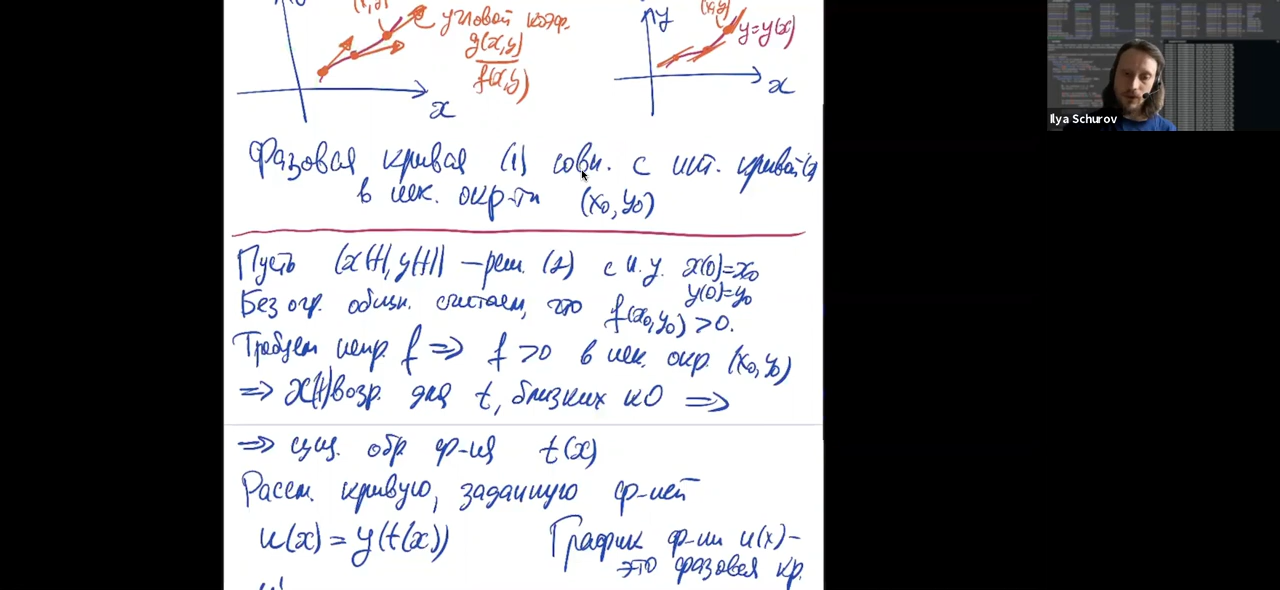 угловой коэф.
g(x,y)
f(x,y)
x
y
(x,y)
y=y(x)
x
Ilya Schurov
Фазовая кривая (1) совп. с инт. кривой (2)
в нек. окр-ти (x0, y0)
Пусть (x(t), y(t)) – реш. (1) с н.у. x(0)=x0
y(0)=y0
Без огр. общн. считаем, что f(x0,y0) >0.
Требуем непр. f ⇒ f >0 в нек. окр. (x0, y0)
⇒ x(t) возр. для t, близких к 0 ⇒
⇒ сущ. обр. ф-ия t(x)
Рассм. кривую, заданную ф-ией
u(x) = y(t(x)) График ф-ии u(x) –
это фазовая кр.